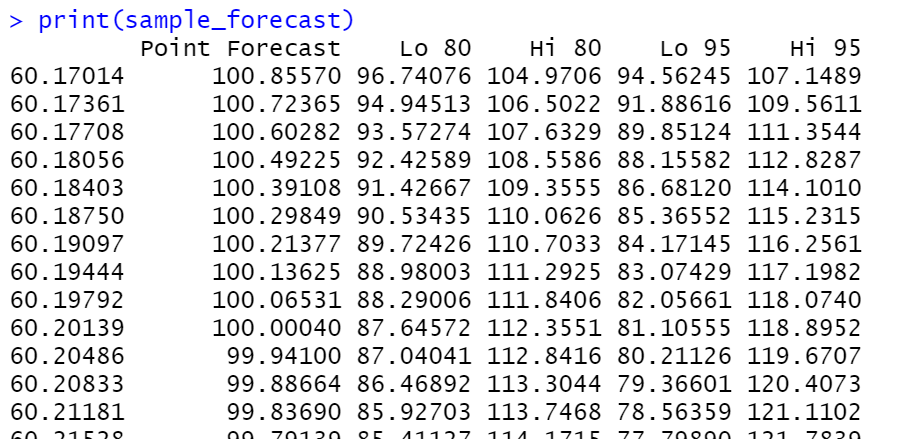 > print(sample_forecast)
Point Forecast Lo 80 Hi 80 Lo 95 Hi 95
60.17014 100.85570 96.74076 104.9706 94.56245 107.1489
60.17361 100.72365 94.94513 106.5022 91.88616 109.5611
60.17708 100.60282 93.57274 107.6329 89.85124 111.3544
60.18056 100.49225 92.42589 108.5586 88.15582 112.8287
60.18403 100.39108 91.42667 109.3555 86.68120 114.1010
60.18750 100.29849 90.53435 110.0626 85.36552 115.2315
60.19097 100.21377 89.72426 110.7033 84.17145 116.2561
60.19444 100.13625 88.98003 111.2925 83.07429 117.1982
60.19792 100.06531 88.29006 111.8406 82.05661 118.0740
60.20139 100.00040 87.64572 112.3551 81.10555 118.8952
60.20486 99.94100 87.04041 112.8416 80.21126 119.6707
60.20833 99.88664 86.46892 113.3044 79.36601 120.4073
60.21181 99.83690 85.92703 113.7468 78.56359 121.1102
60.21528 99.79139 85.41127 114.1715 77.79890 121.7839